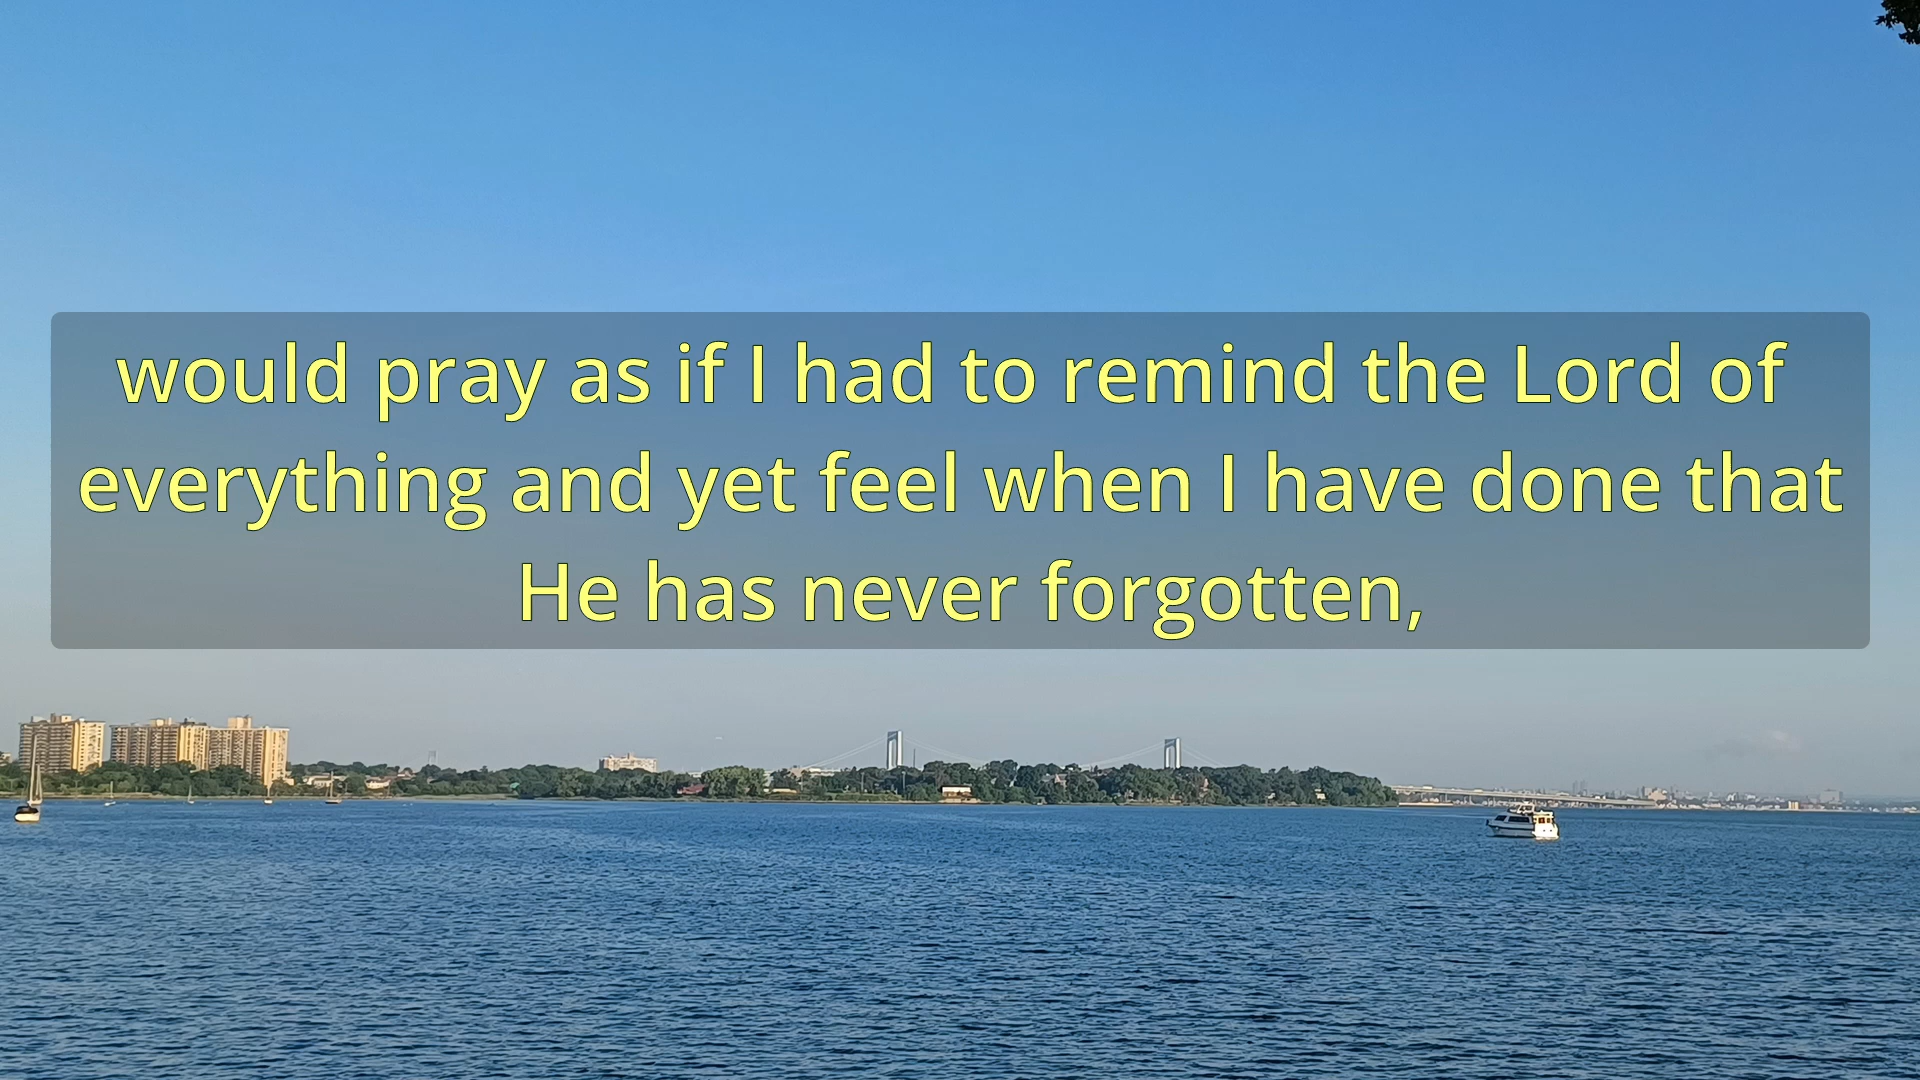 would pray as if I had to remind the Lord of
everything and yet feel when I have done that
He has never forgotten,